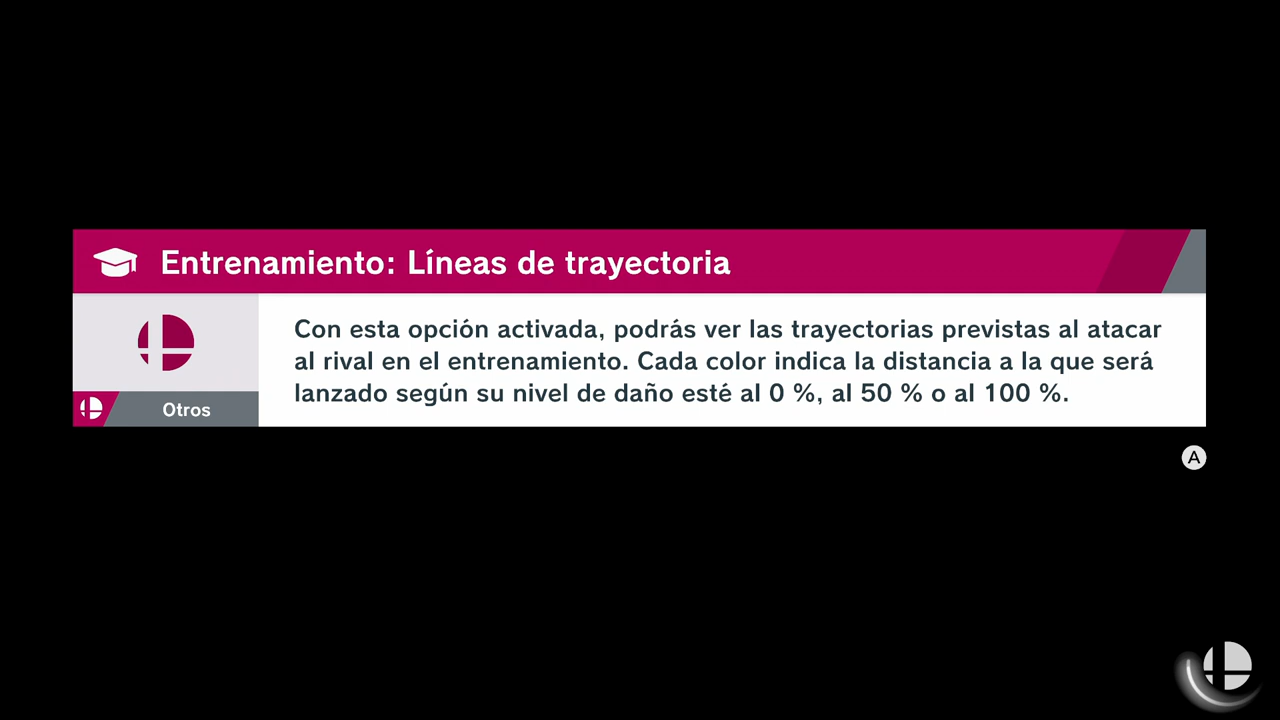 Entrenamiento: Líneas de trayectoria
Con esta opción activada, podrás ver las trayectorias previstas al atacar
al rival en el entrenamiento. Cada color indica la distancia a la que será
lanzado según su nivel de daño esté al 0 %, al 50 % o al 100 %.
Otros
A